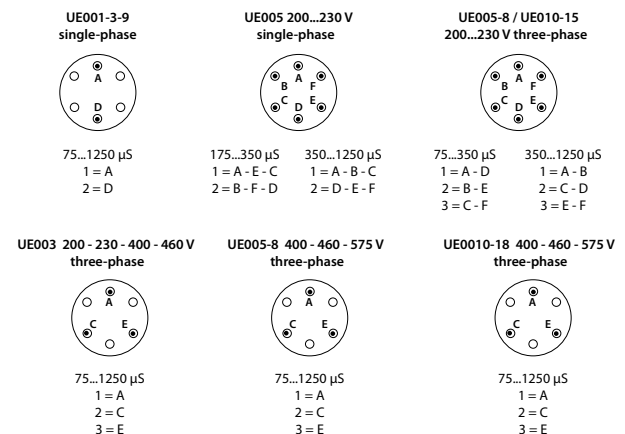 UE001-3-9
single-phase
A
D
75...1250 µS
1 = A
2 = D
UE005 200...230 V
single-phase
A
B F
C E
D
175...350 µS 350...1250 µS
1 = A - E - C 1 = A - B - C
2 = B - F - D 2 = D - E - F
UE005-8 / UE010-15
200...230 V three-phase
A
B F
C E
D
75...350 µS 350...1250 µS
1 = A - D 1 = A - B
2 = B - E 2 = C - D
3 = C - F 3 = E - F
UE003 200 - 230 - 400 - 460 V
three-phase
A
C E
75...1250 µS
1 = A
2 = C
3 = E
UE005-8 400 - 460 - 575 V
three-phase
A
C E
75...1250 µS
1 = A
2 = C
3 = E
UE0010-18 400 - 460 - 575 V
three-phase
A
C E
75...1250 µS
1 = A
2 = C
3 = E